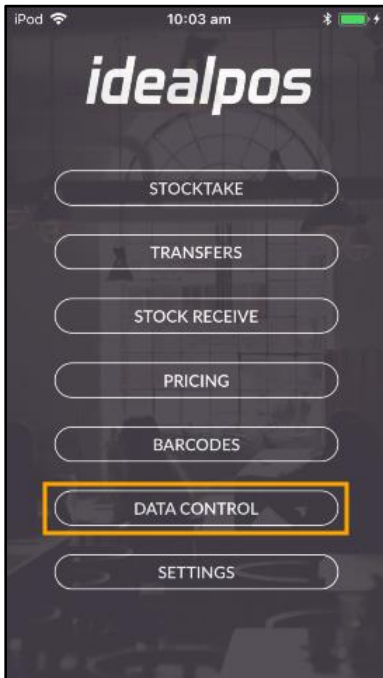 iPod 10:03 am
idealpos
STOCKTAKE
TRANSFERS
STOCK RECEIVE
PRICING
BARCODES
DATA CONTROL
SETTINGS